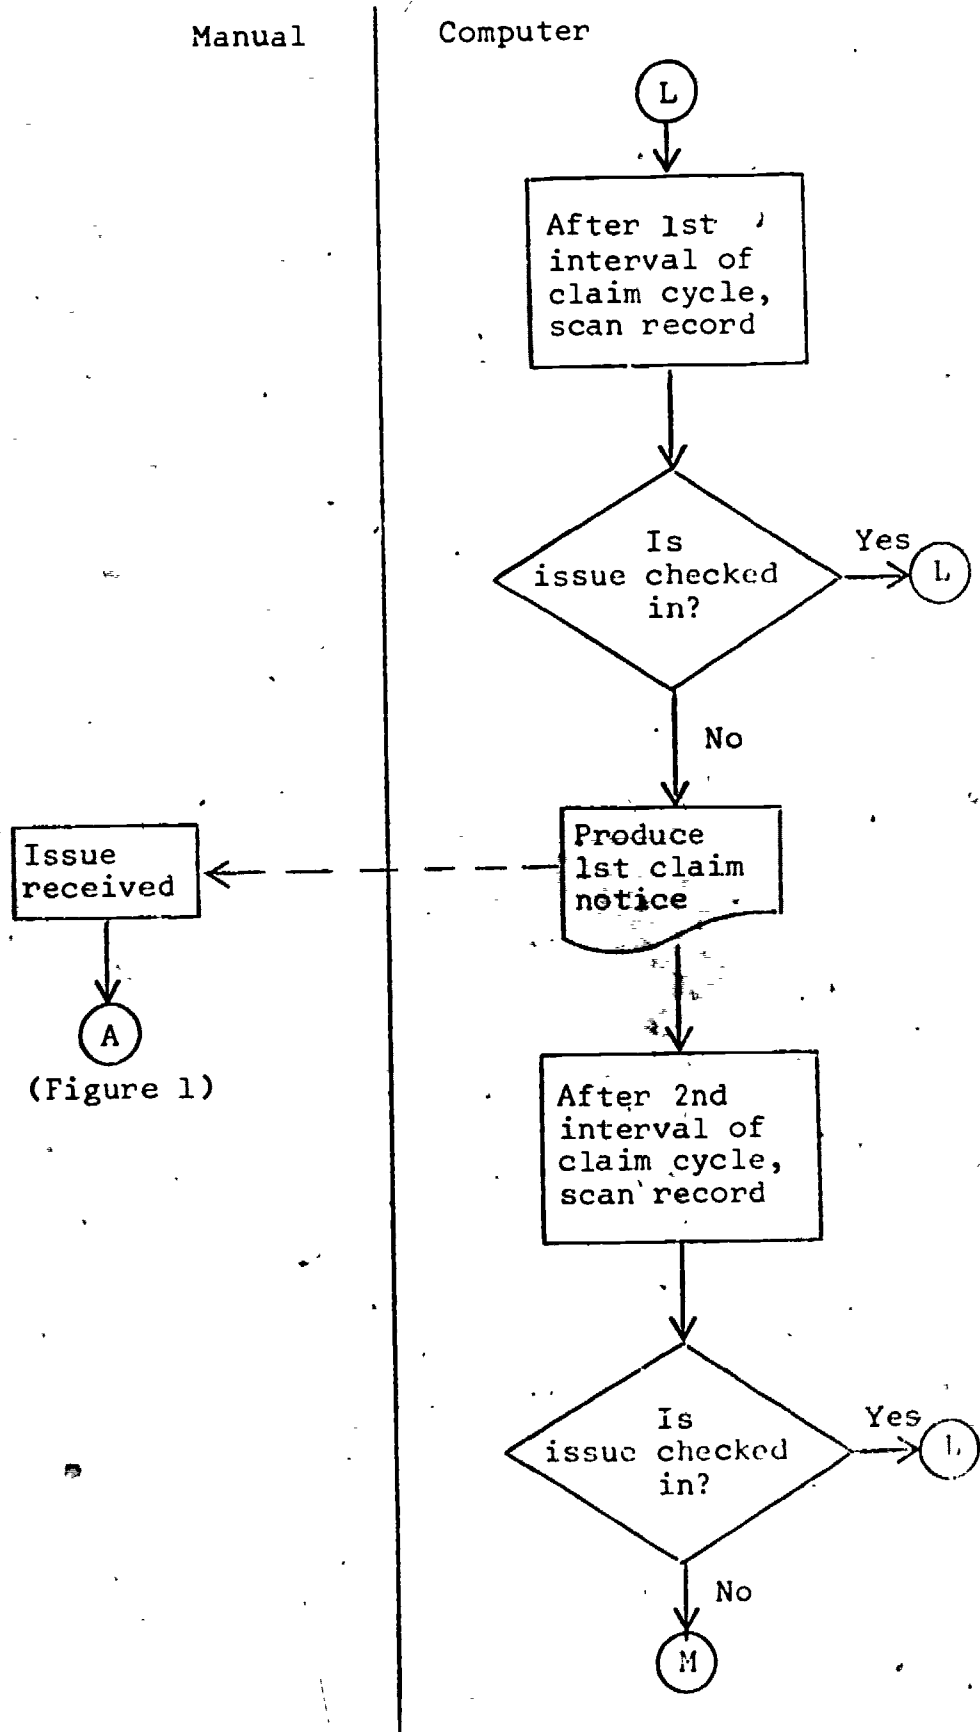 Manual
Computer
L
After 1st
interval of
claim cycle,
scan record
Is
issue checked
in?
Yes
L
No
Produce
1st claim
notice
Issue
received
A
(Figure 1)
After 2nd
interval of
claim cycle,
scan record
Is
issue checked
in?
Yes
L
No
M